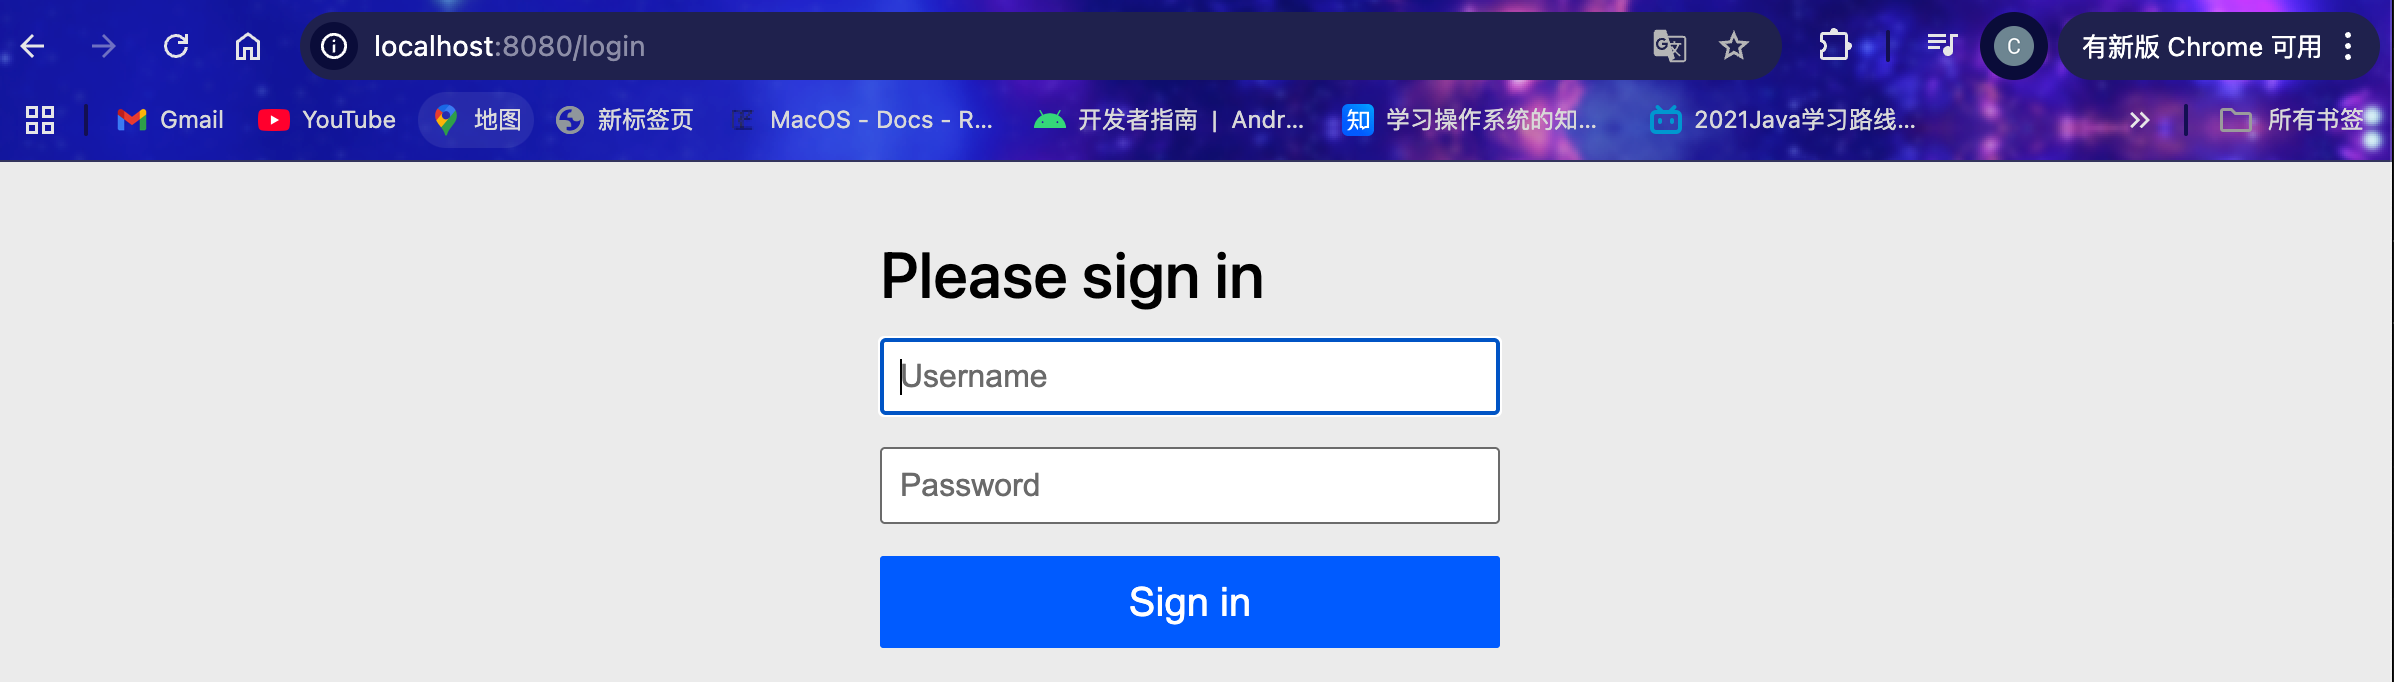 localhost:8080/login
有新版 Chrome 可用
Gmail YouTube 地图 新标签页 MacOS - Docs - R... 开发者指南 | Andr... 知 学习操作系统的知... 2021Java学习路线... 所有书签
Please sign in
Username
Password
Sign in